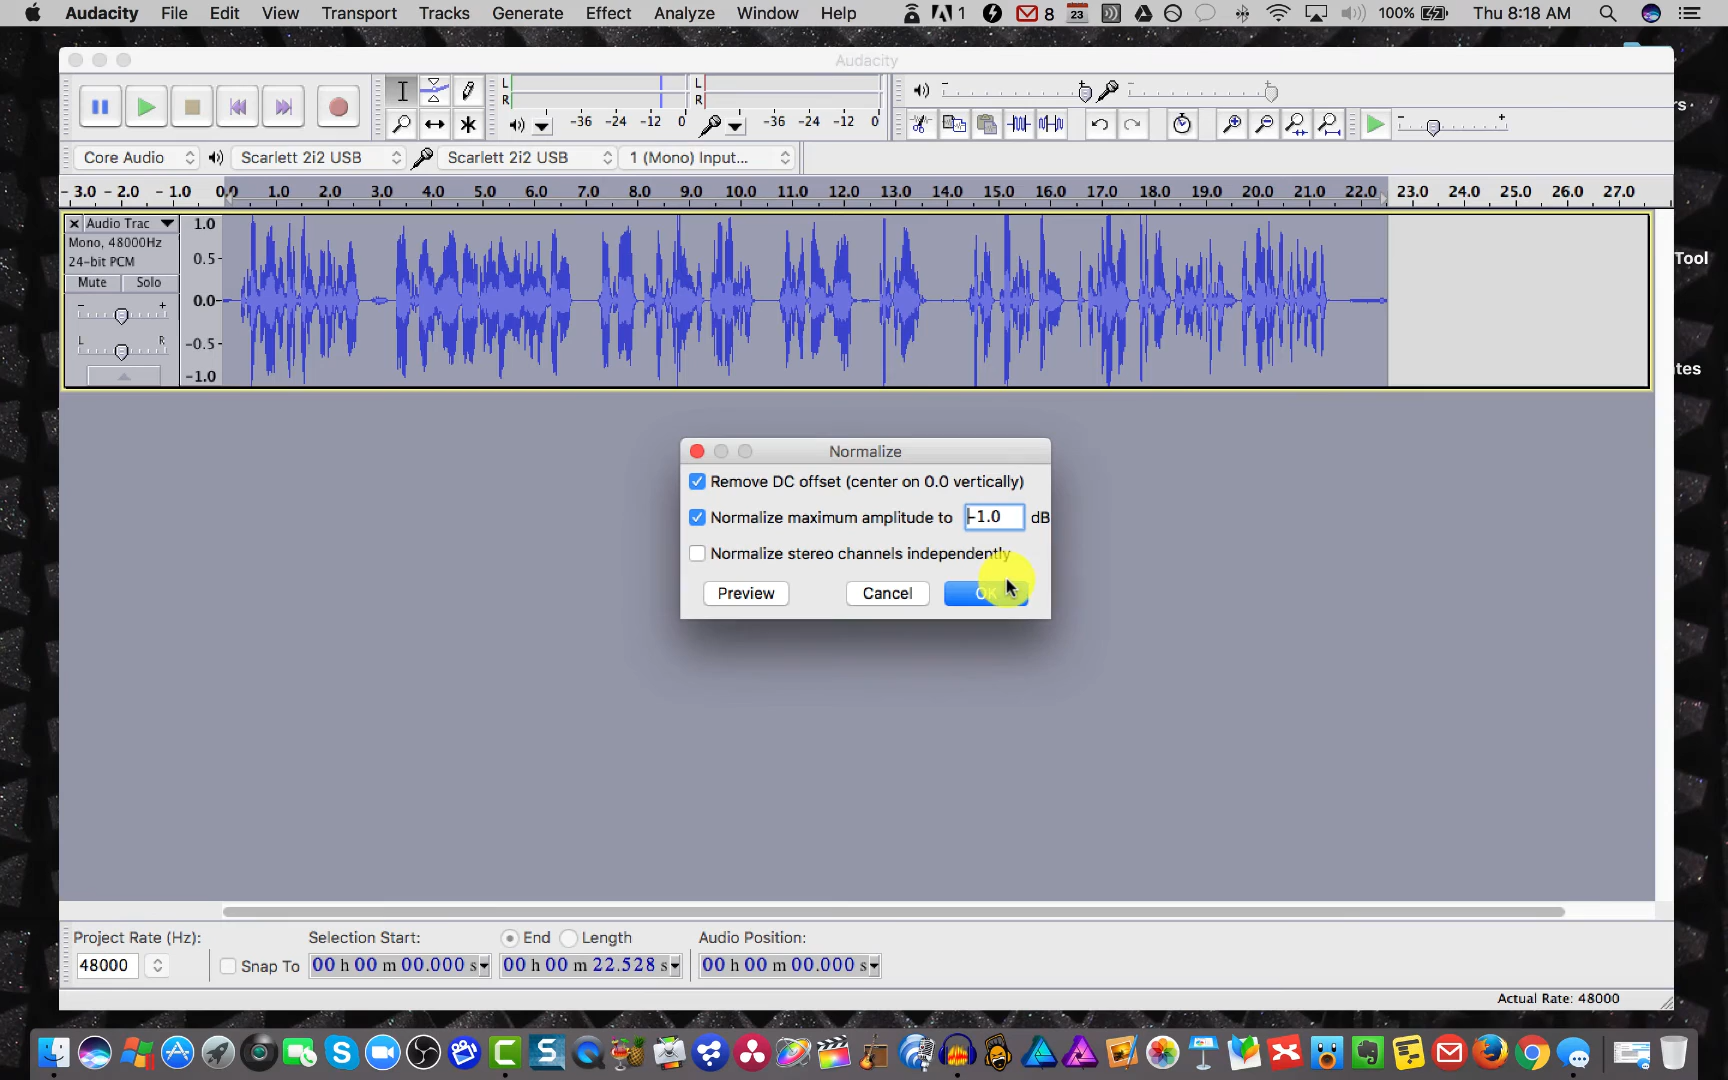 Audacity File Edit View Transport Tracks Generate Effect Analyze Window Help 1 8 23 100% Thu 8:18 AM
Audacity
L
R
-36 -24 -12 0
L
R
-36 -24 -12 0
Core Audio Scarlett 2i2 USB Scarlett 2i2 USB 1 (Mono) Input...
-3.0 -2.0 -1.0 0.0 1.0 2.0 3.0 4.0 5.0 6.0 7.0 8.0 9.0 10.0 11.0 12.0 13.0 14.0 15.0 16.0 17.0 18.0 19.0 20.0 21.0 22.0 23.0 24.0 25.0 26.0 27.0
Audio Trac
Mono, 48000Hz
24-bit PCM
Mute Solo
- +
L R
1.0
0.5-
0.0-
-0.5-
-1.0
Tool
tes
Normalize
Remove DC offset (center on 0.0 vertically)
Normalize maximum amplitude to -1.0 dB
Normalize stereo channels independently
Preview Cancel OK
Project Rate (Hz): Selection Start: End Length Audio Position:
48000 Snap To 00 h 00 m 00.000 s 00 h 00 m 22.528 s 00 h 00 m 00.000 s
Actual Rate: 48000